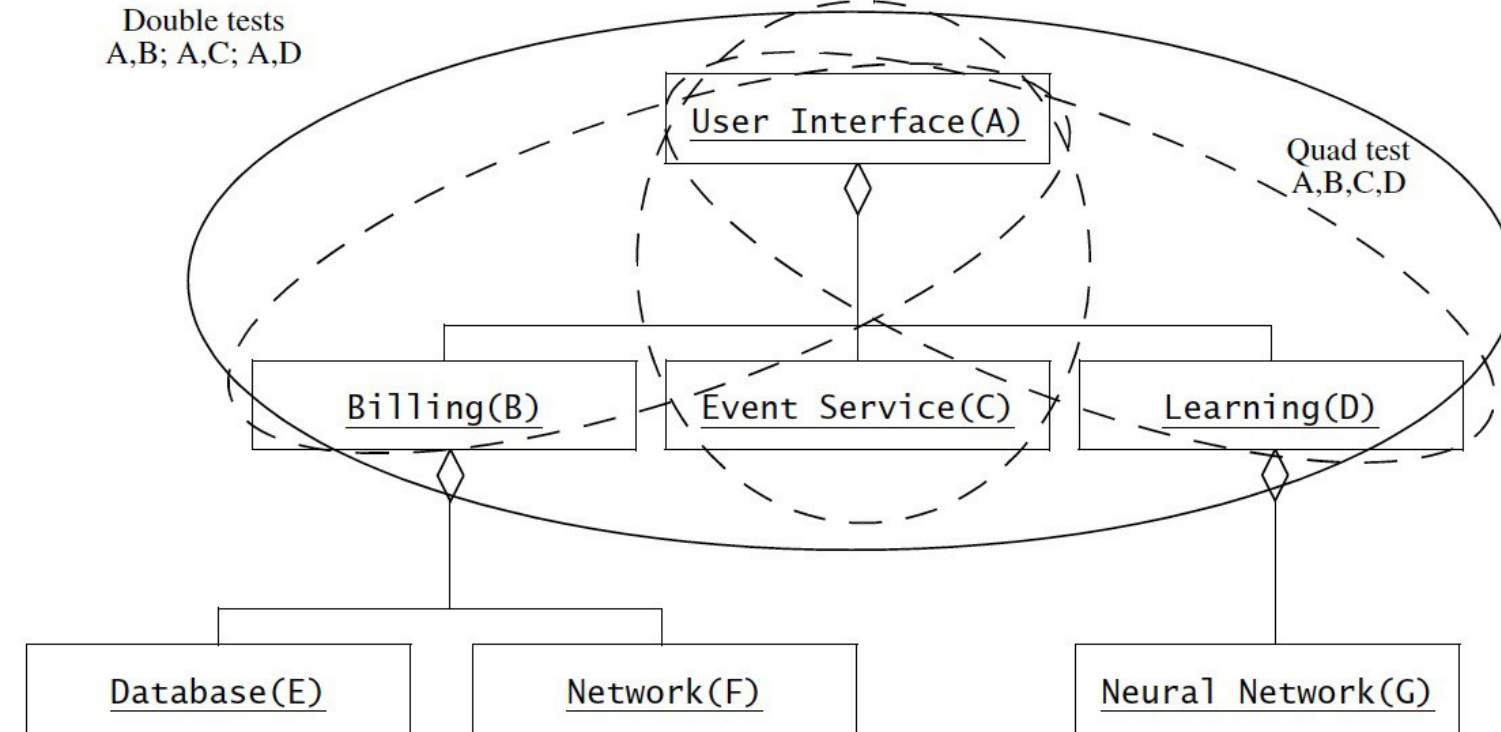 Double tests
A,B; A,C; A,D
User Interface(A)
Quad test
A,B,C,D
Billing(B)
Event Service(C)
Learning(D)
Database(E)
Network(F)
Neural Network(G)